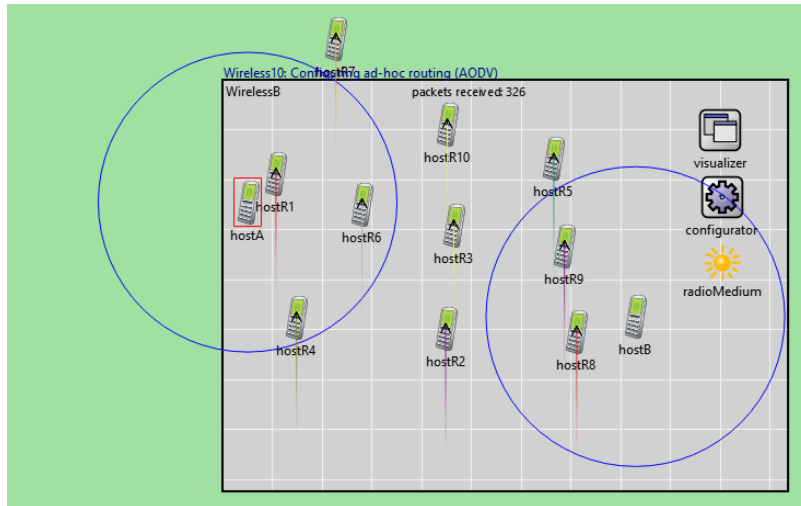 hostR7
Wireless10: Configuring ad-hoc routing (AODV)
WirelessB
packets received: 326
hostR10
visualizer
hostR5
hostR1
hostA
hostR6
configurator
hostR3
hostR9
radioMedium
hostR4
hostR2
hostR8
hostB